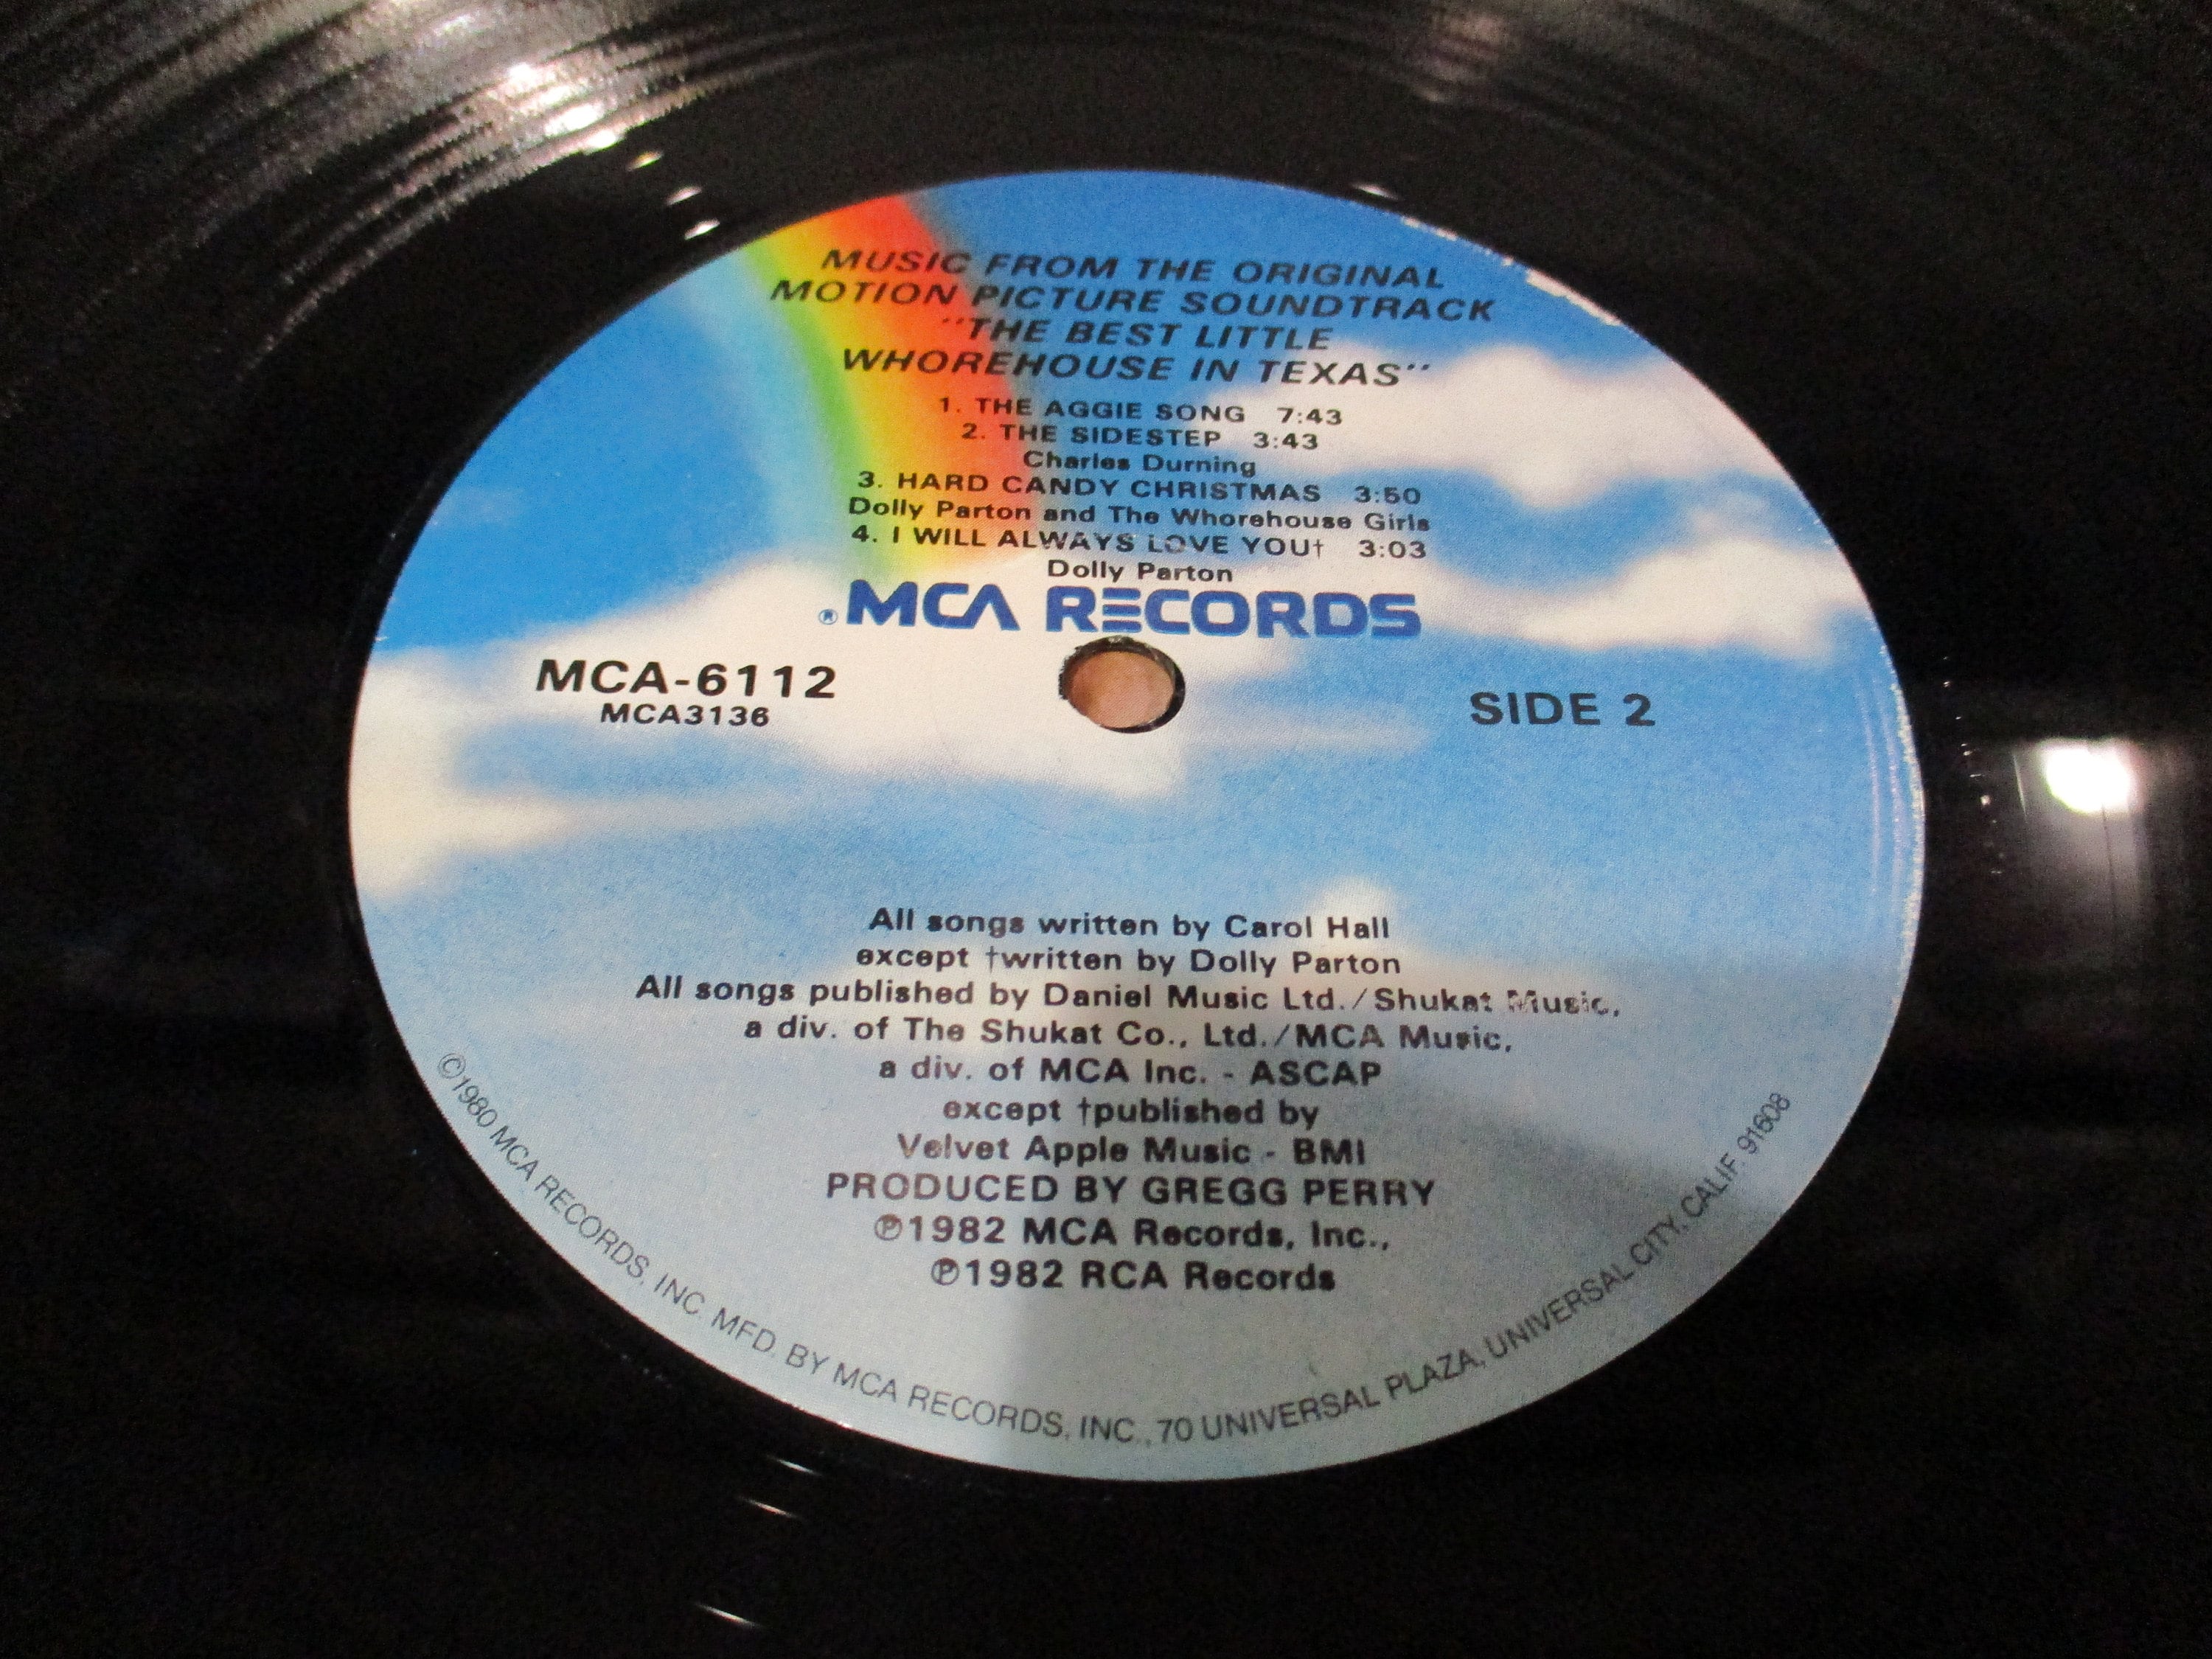 MUSIC FROM THE ORIGINAL
MOTION PICTURE SOUNDTRACK
"THE BEST LITTLE
WHOREHOUSE IN TEXAS"
1. THE AGGIE SONG 7:43
2. THE SIDESTEP 3:43
Charles Durning
3. HARD CANDY CHRISTMAS 3:50
Dolly Parton and The Whorehouse Girls
4. I WILL ALWAYS LOVE YOU† 3:03
Dolly Parton
® MCA RECORDS
MCA-6112
MCA3136
SIDE 2
All songs written by Carol Hall
except †written by Dolly Parton
All songs published by Daniel Music Ltd./Shukat Music,
a div. of The Shukat Co., Ltd./MCA Music,
a div. of MCA Inc. - ASCAP
except †published by
Velvet Apple Music - BMI
PRODUCED BY GREGG PERRY
℗1982 MCA Records, Inc.,
℗1982 RCA Records
©1980 MCA RECORDS, INC. MFD. BY MCA RECORDS, INC., 70 UNIVERSAL PLAZA, UNIVERSAL CITY, CALIF. 91608